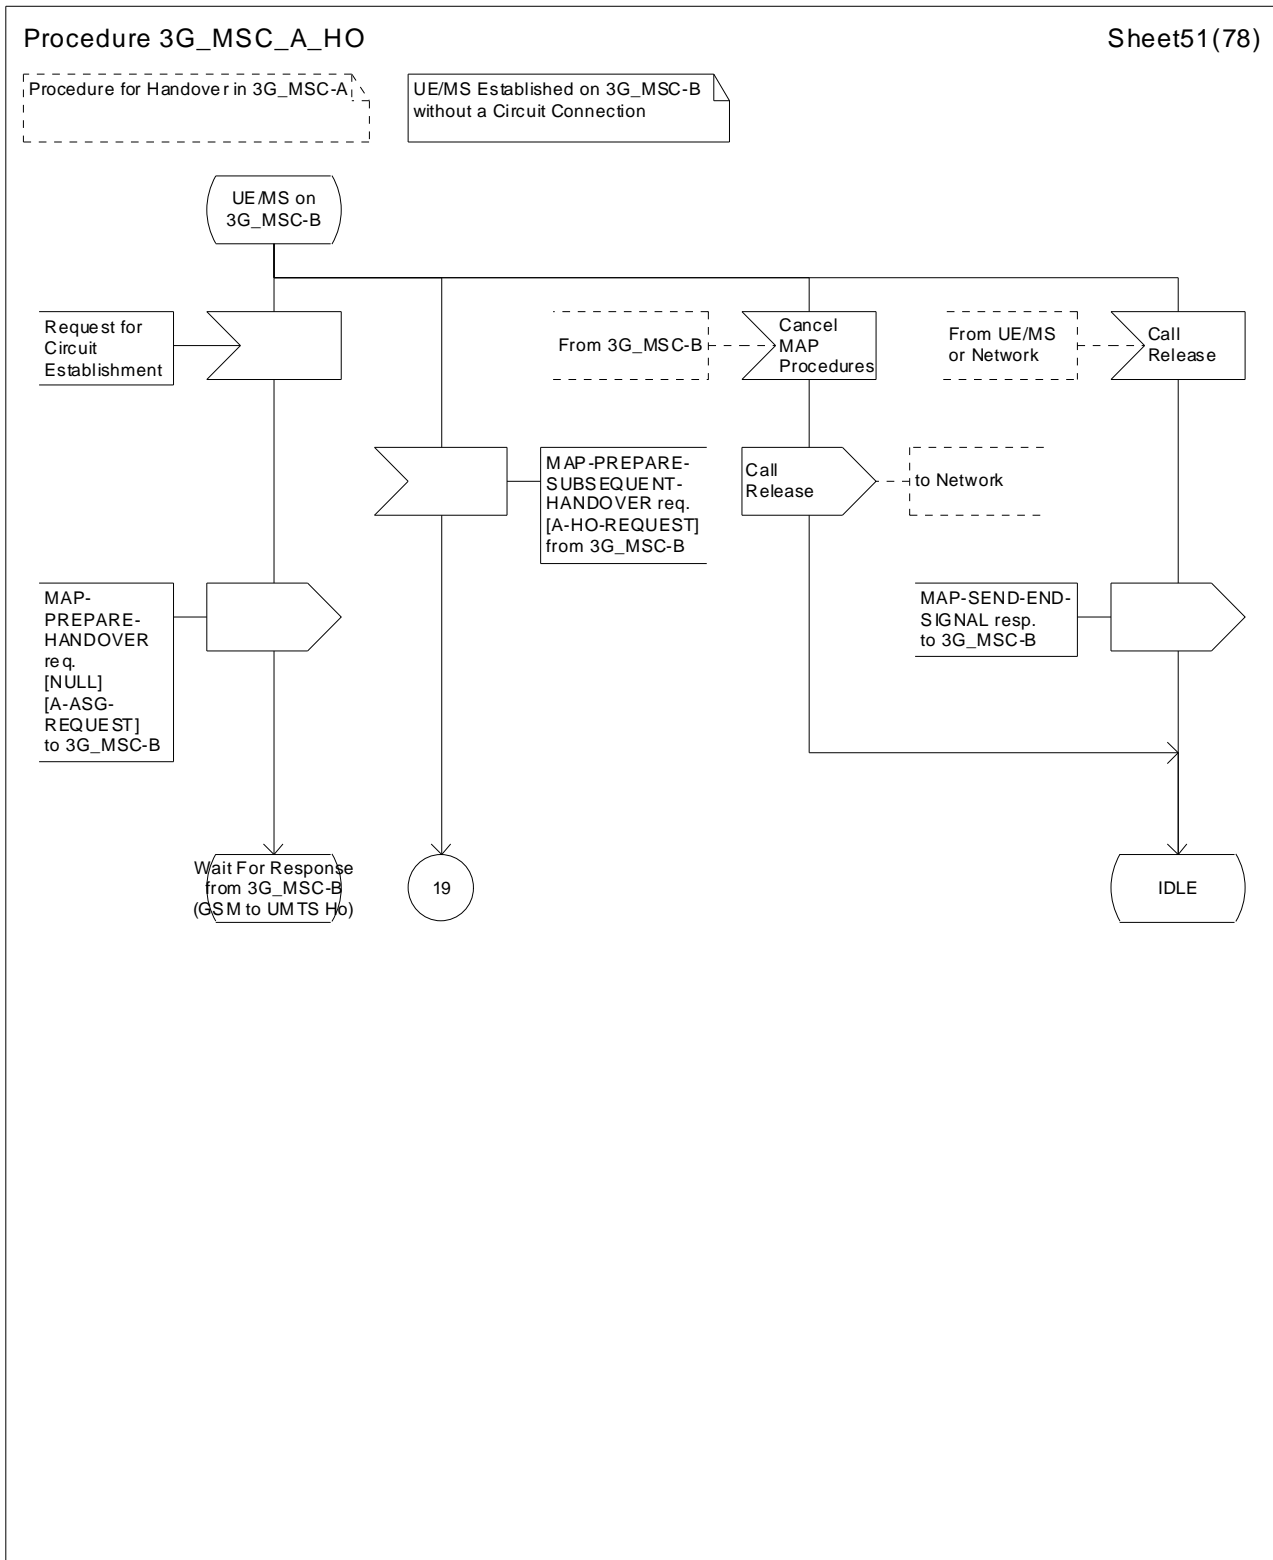 Procedure 3G_MSC_A_HO
Sheet51(78)
Procedure for Handover in 3G_MSC-A
UE/MS Established on 3G_MSC-B
without a Circuit Connection
UE/MS on
3G_MSC-B
Request for
Circuit
Establishment
From 3G_MSC-B
Cancel
MAP
Procedures
From UE/MS
or Network
Call
Release
MAP-PREPARE-
SUBSEQUENT-
HANDOVER req.
[A-HO-REQUEST]
from 3G_MSC-B
Call
Release
to Network
MAP-
PREPARE-
HANDOVER
req.
[NULL]
[A-ASG-
REQUEST]
to 3G_MSC-B
MAP-SEND-END-
SIGNAL resp.
to 3G_MSC-B
Wait For Response
from 3G_MSC-B
(GSM to UMTS Ho)
19
IDLE